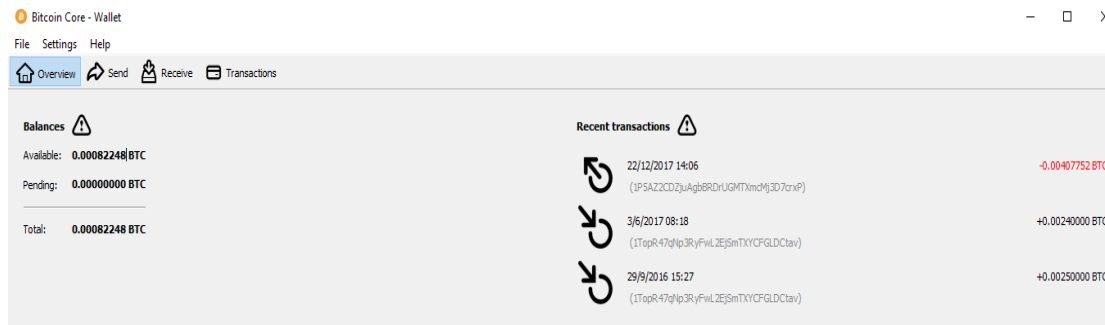 Bitcoin Core - Wallet
File Settings Help
Overview Send Receive Transactions
Balances
Available: 0.00082248 BTC
Pending: 0.00000000 BTC
Total: 0.00082248 BTC
Recent transactions
22/12/2017 14:06 -0.00407752 BTC
(1P5AZ2CDZjuAgbBRDrUGMTXmcMj3D7crxP)
3/6/2017 08:18 +0.00240000 BTC
(1TopR47qNp3RyFwL2EjSmTXYCFGLDCtav)
29/9/2016 15:27 +0.00250000 BTC
(1TopR47qNp3RyFwL2EjSmTXYCFGLDCtav)